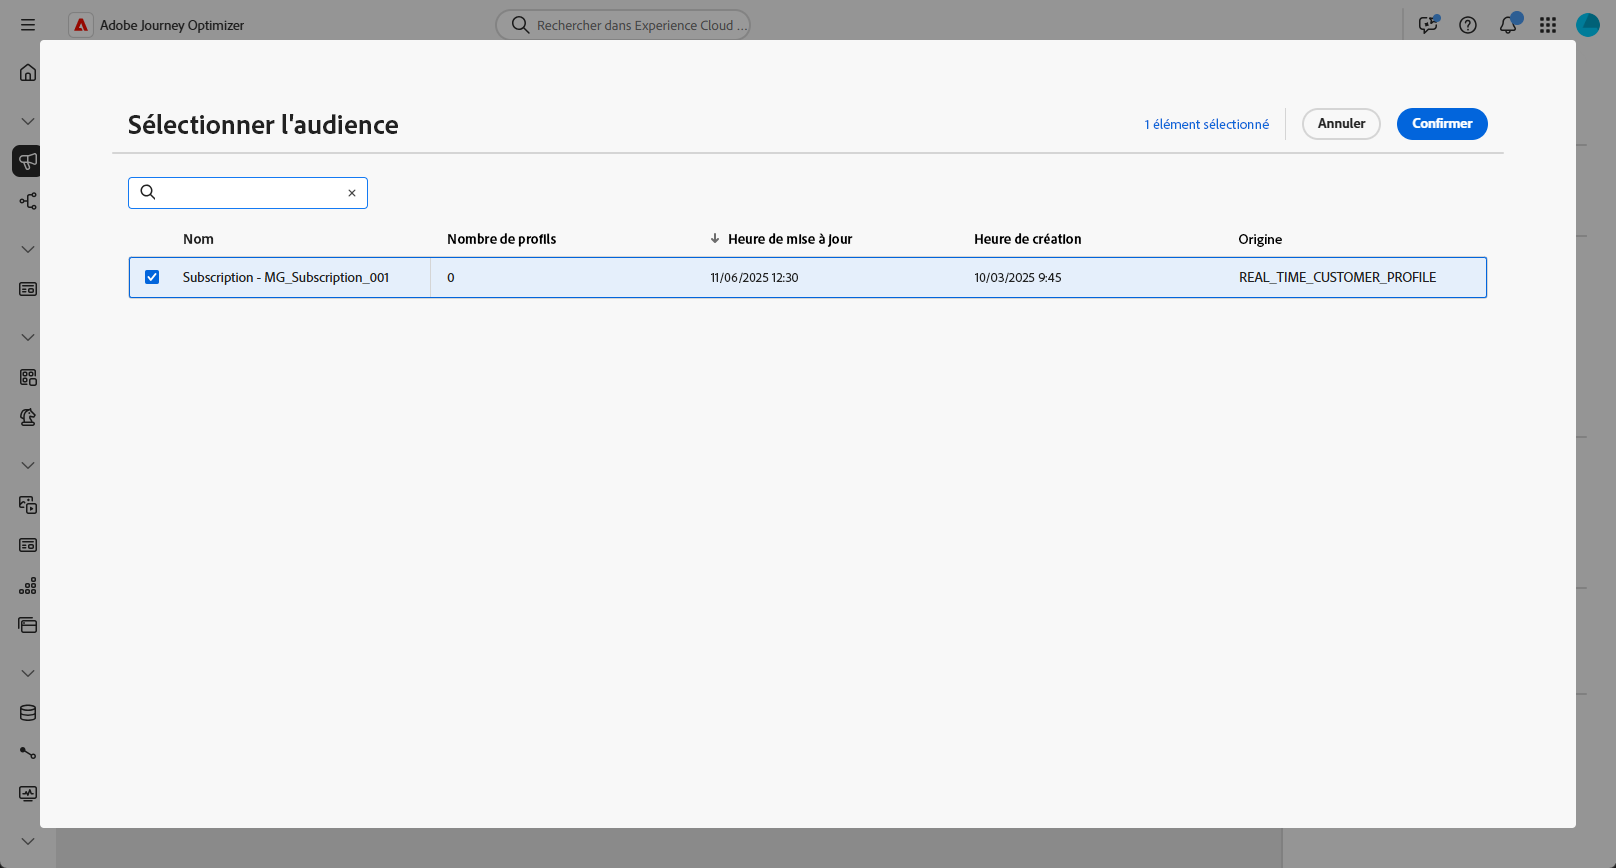 Adobe Journey Optimizer
Rechercher dans Experience Cloud ...
Sélectionner l'audience
1 élément sélectionné
Annuler
Confirmer
Nom
Nombre de profils
Heure de mise à jour
Heure de création
Origine
Subscription - MG_Subscription_001
0
11/06/2025 12:30
10/03/2025 9:45
REAL_TIME_CUSTOMER_PROFILE